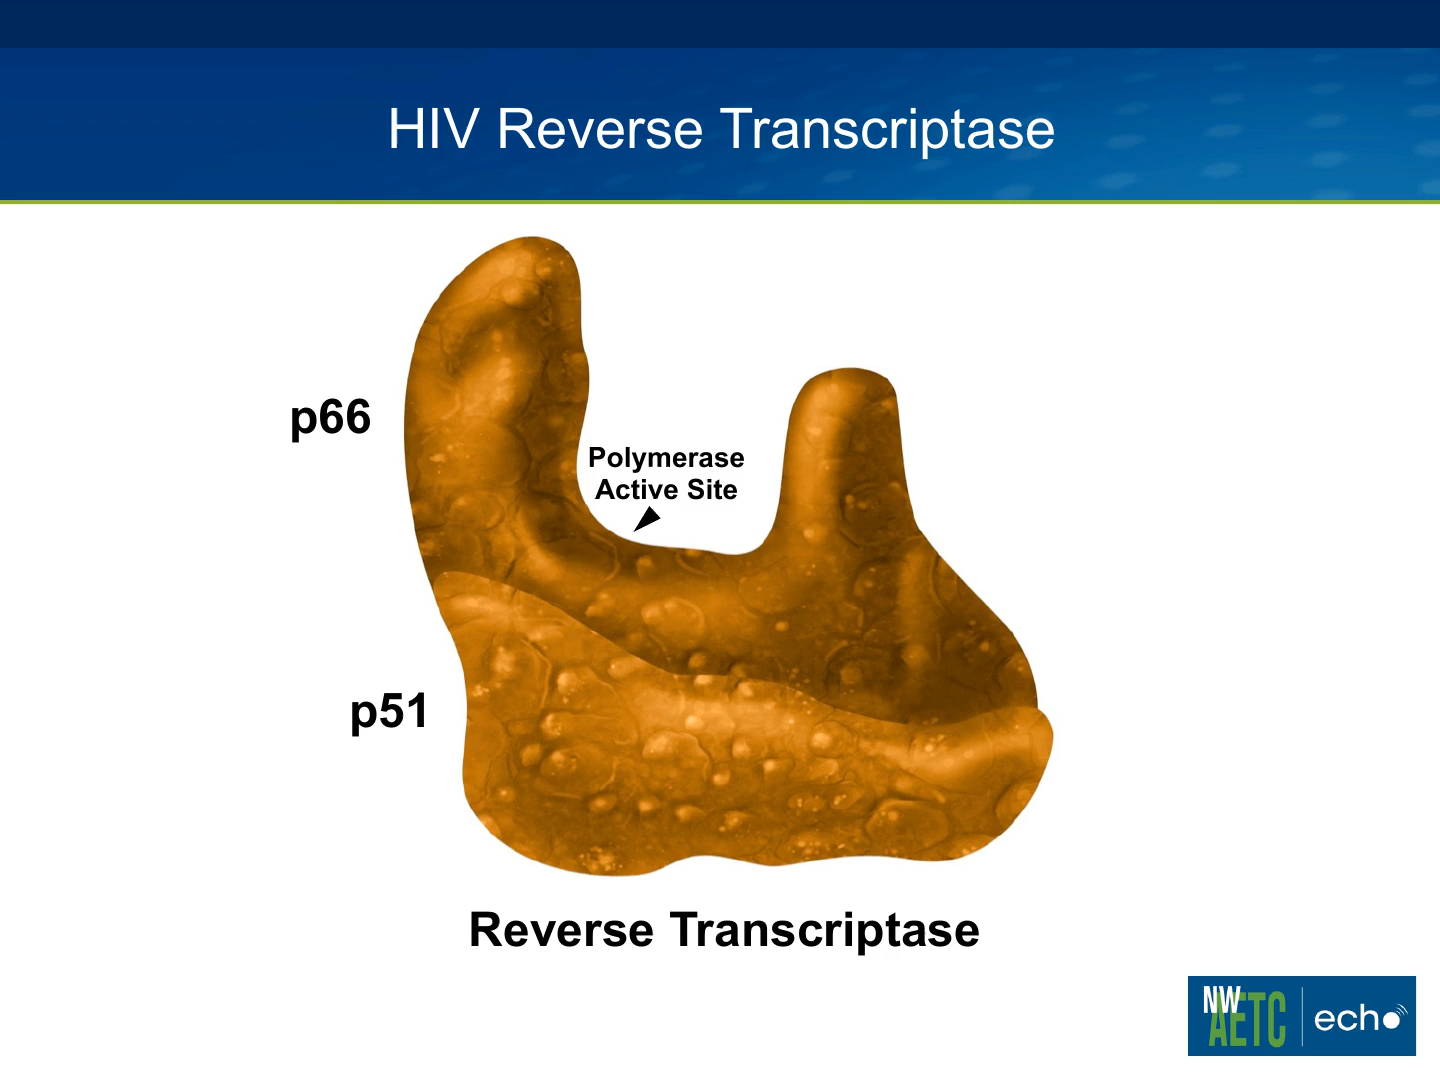 HIV Reverse Transcriptase
p66
Polymerase
Active Site
p51
Reverse Transcriptase
NW
AETC
echo